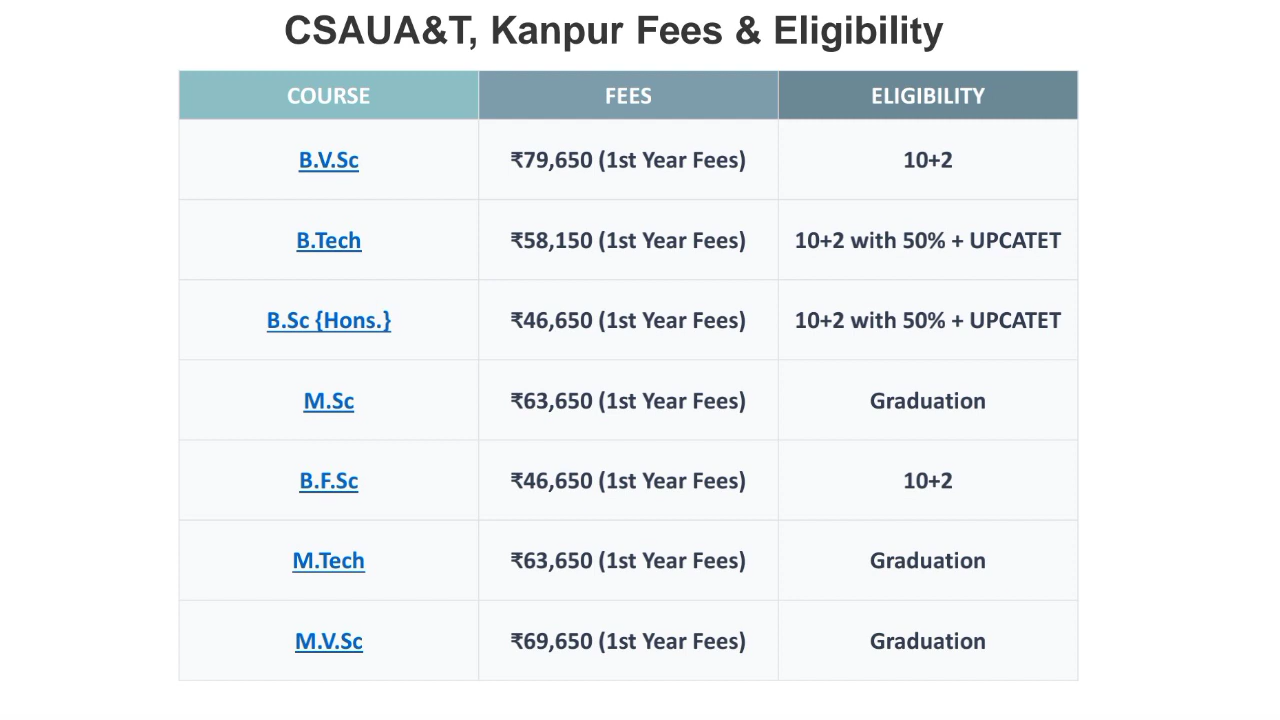 CSAUA&T, Kanpur Fees & Eligibility
COURSE FEES ELIGIBILITY
B.V.Sc ₹79,650 (1st Year Fees) 10+2
B.Tech ₹58,150 (1st Year Fees) 10+2 with 50% + UPCATET
B.Sc {Hons.} ₹46,650 (1st Year Fees) 10+2 with 50% + UPCATET
M.Sc ₹63,650 (1st Year Fees) Graduation
B.F.Sc ₹46,650 (1st Year Fees) 10+2
M.Tech ₹63,650 (1st Year Fees) Graduation
M.V.Sc ₹69,650 (1st Year Fees) Graduation